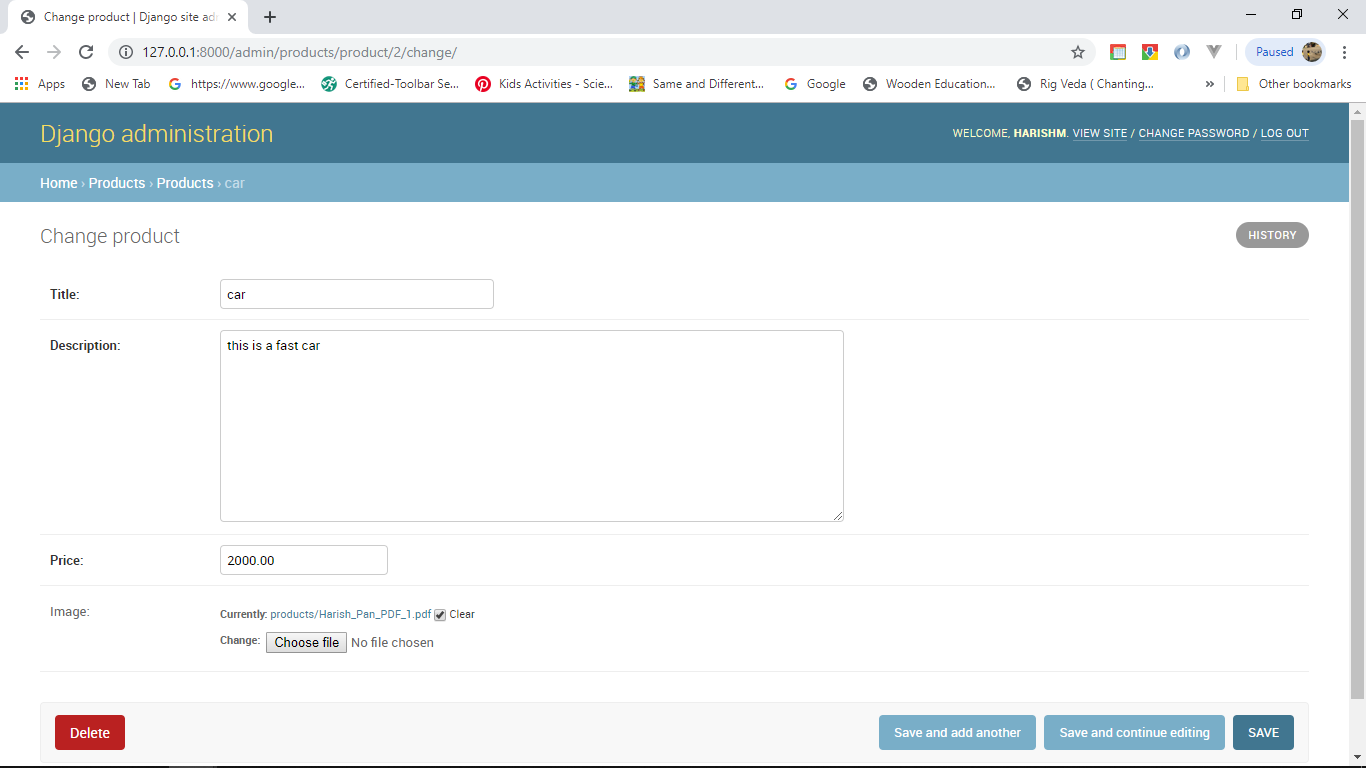 Change product | Django site adm
127.0.0.1:8000/admin/products/product/2/change/
Paused
Apps New Tab https://www.google... Certified-Toolbar Se... Kids Activities - Scie... Same and Different... Google Wooden Education... Rig Veda ( Chanting... » Other bookmarks
Django administration
WELCOME, HARISHM. VIEW SITE / CHANGE PASSWORD / LOG OUT
Home › Products › Products › car
Change product
HISTORY
Title: car
Description: this is a fast car
Price: 2000.00
Image: Currently: products/Harish_Pan_PDF_1.pdf Clear
Change: Choose file No file chosen
Delete Save and add another Save and continue editing SAVE